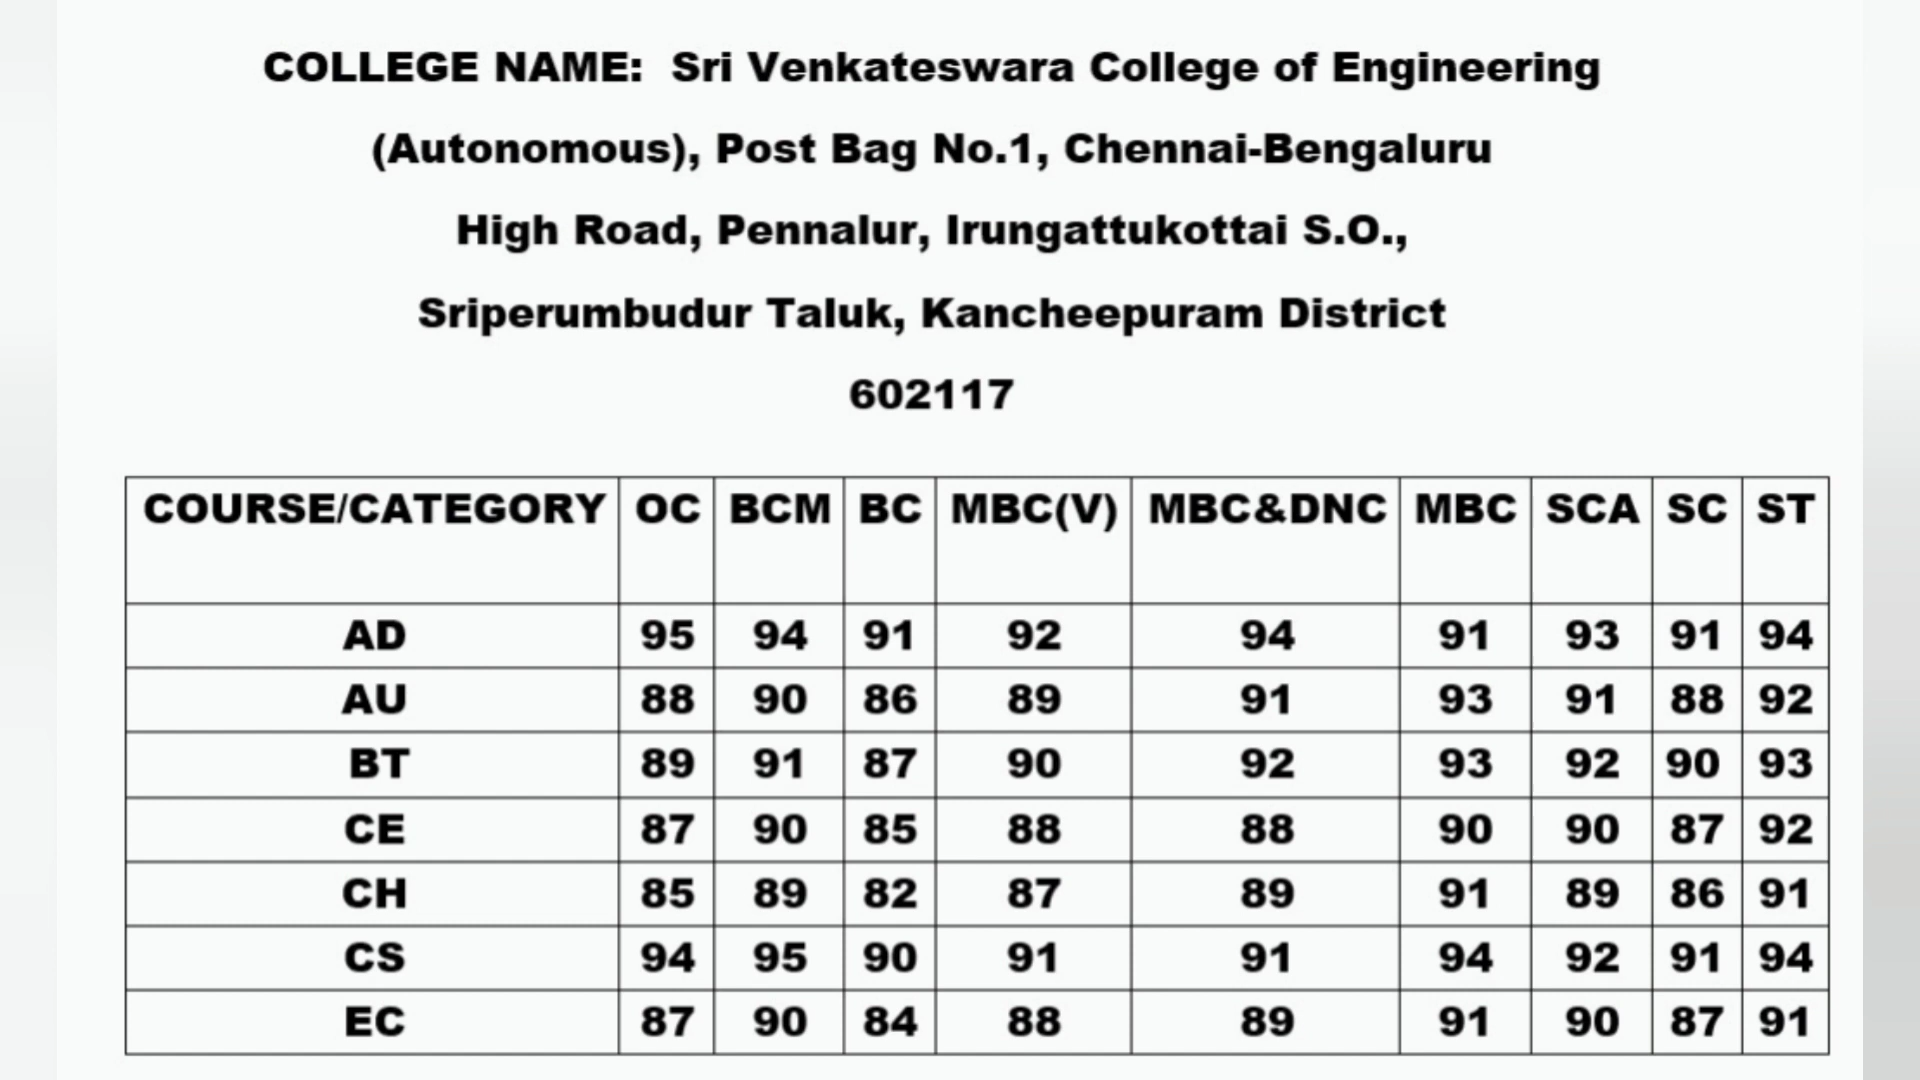 COLLEGE NAME: Sri Venkateswara College of Engineering
(Autonomous), Post Bag No.1, Chennai-Bengaluru
High Road, Pennalur, Irungattukottai S.O.,
Sriperumbudur Taluk, Kancheepuram District
602117
COURSE/CATEGORY OC BCM BC MBC(V) MBC&DNC MBC SCA SC ST
AD 95 94 91 92 94 91 93 91 94
AU 88 90 86 89 91 93 91 88 92
BT 89 91 87 90 92 93 92 90 93
CE 87 90 85 88 88 90 90 87 92
CH 85 89 82 87 89 91 89 86 91
CS 94 95 90 91 91 94 92 91 94
EC 87 90 84 88 89 91 90 87 91